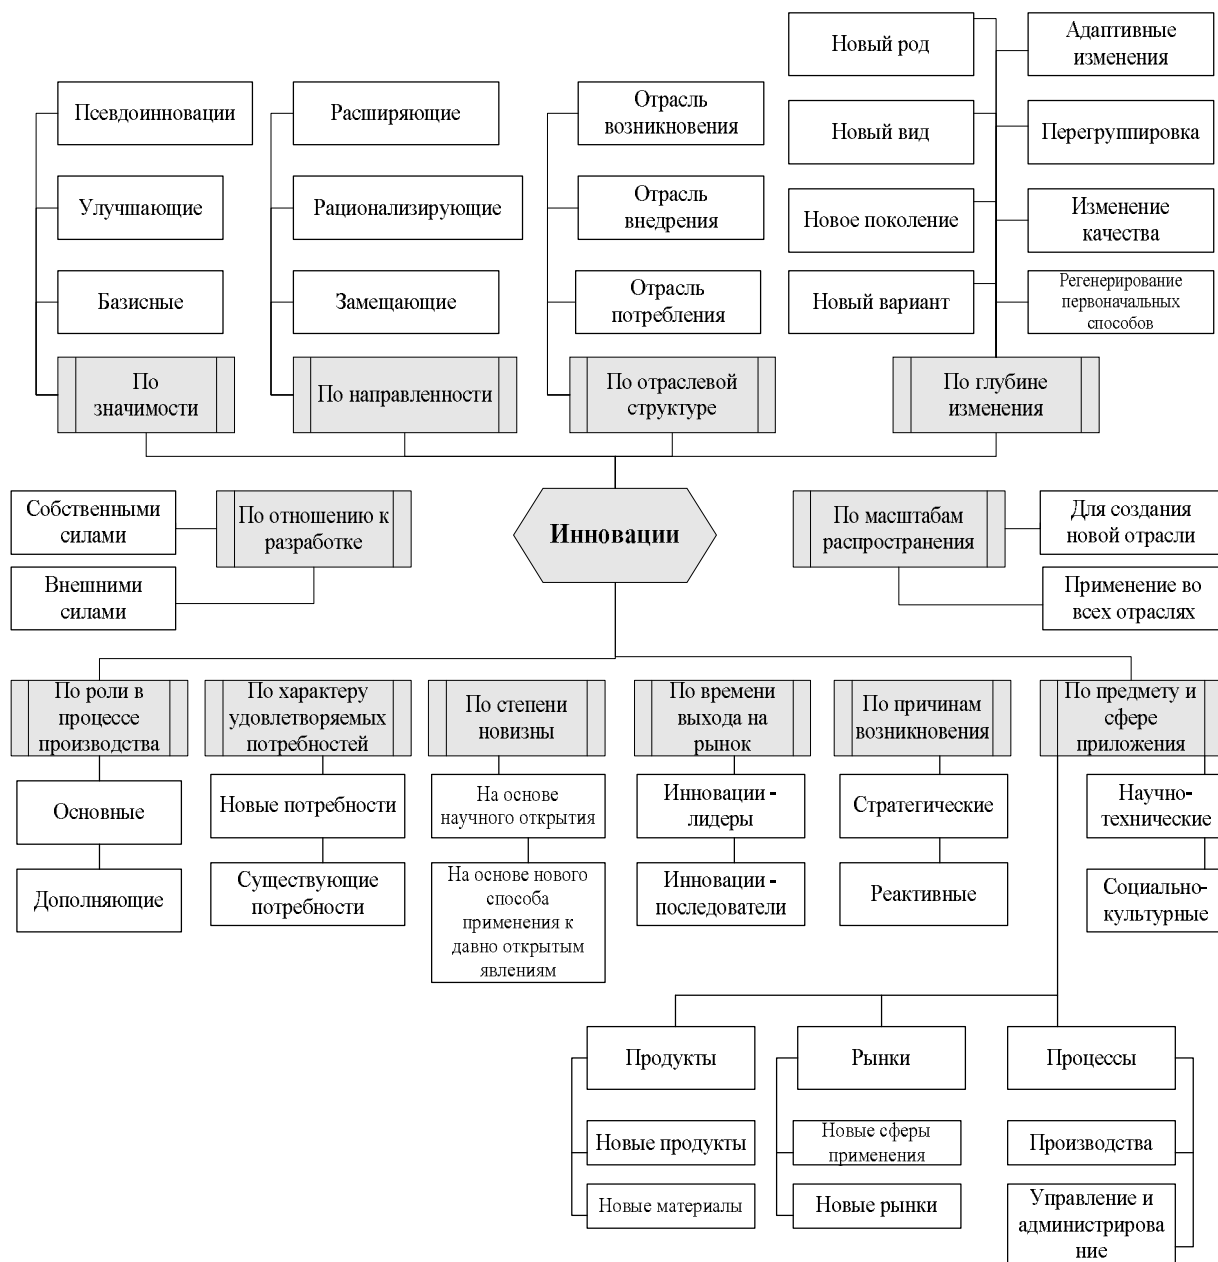 Новый род
Адаптивные
изменения
Псевдоинновации
Расширяющие
Отрасль
возникновения
Новый вид
Перегруппировка
Улучшающие
Рационализирующие
Отрасль
внедрения
Новое поколение
Изменение
качества
Базисные
Замещающие
Отрасль
потребления
Новый вариант
Регенерирование
первоначальных
способов
По
значимости
По направленности
По отраслевой
структуре
По глубине
изменения
Собственными
силами
По отношению к
разработке
Инновации
По масштабам
распространения
Для создания
новой отрасли
Внешними
силами
Применение во
всех отраслях
По роли в
процессе
производства
По характеру
удовлетворяемых
потребностей
По степени
новизны
По времени
выхода на
рынок
По причинам
возникновения
По предмету и
сфере
приложения
Основные
Новые потребности
На основе
научного открытия
Инновации -
лидеры
Стратегические
Научно-
технические
Дополняющие
Существующие
потребности
На основе нового
способа
применения к
давно открытым
явлениям
Инновации -
последователи
Реактивные
Социально-
культурные
Продукты
Рынки
Процессы
Новые продукты
Новые сферы
применения
Производства
Новые материалы
Новые рынки
Управление и
администрирова
ние